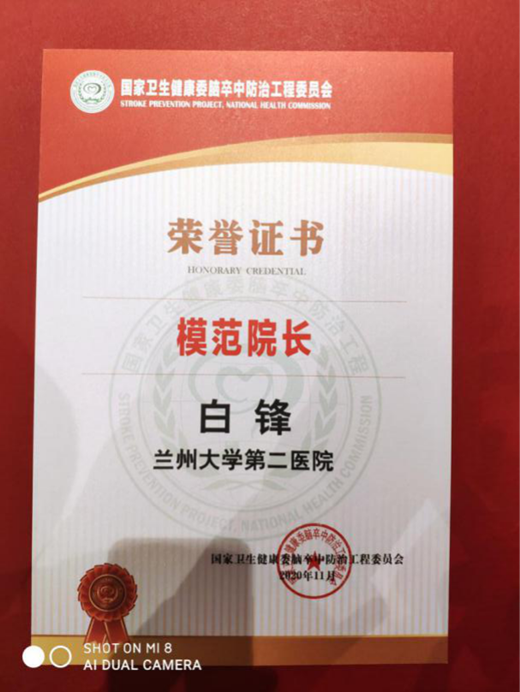 国家卫生健康委脑卒中防治工程委员会
STROKE PREVENTION PROJECT, NATIONAL HEALTH COMMISSION
荣誉证书
HONORARY CREDENTIAL
模范院长
白锋
兰州大学第二医院
国家卫生健康委脑卒中防治工程委员会
2020年11月
SHOT ON MI 8
AI DUAL CAMERA